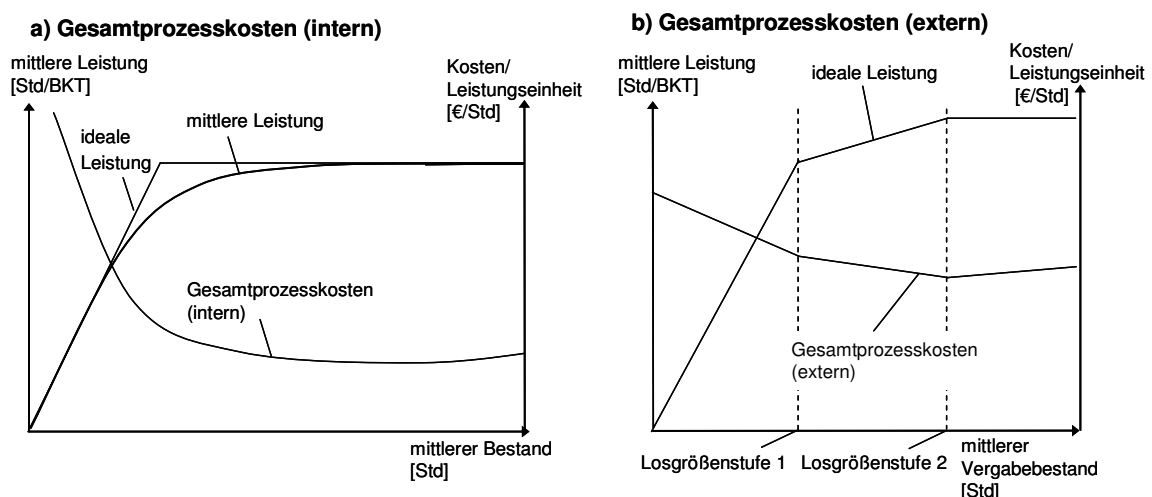 a) Gesamtprozesskosten (intern)
mittlere Leistung
[Std/BKT]
Kosten/
Leistungseinheit
[€/Std]
ideale
Leistung
mittlere Leistung
Gesamtprozesskosten
(intern)
mittlerer Bestand
[Std]
b) Gesamtprozesskosten (extern)
mittlere Leistung
[Std/BKT]
ideale Leistung
Kosten/
Leistungseinheit
[€/Std]
Gesamtprozesskosten
(extern)
Losgrößenstufe 1
Losgrößenstufe 2
mittlerer
Vergabebestand
[Std]